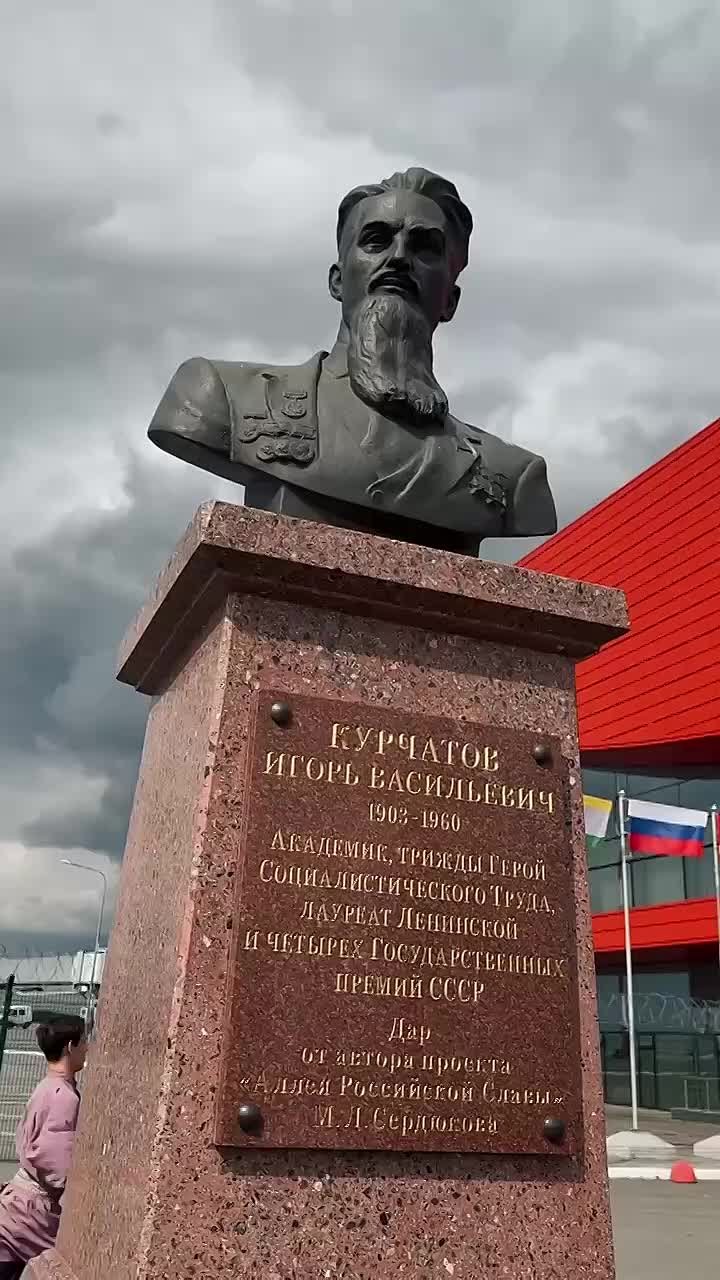 КУРЧАТОВ
ИГОРЬ ВАСИЛЬЕВИЧ
1903-1960
АКАДЕМИК, ТРИЖДЫ ГЕРОЙ
СОЦИАЛИСТИЧЕСКОГО ТРУДА,
ЛАУРЕАТ ЛЕНИНСКОЙ
И ЧЕТЫРЕХ ГОСУДАРСТВЕННЫХ
ПРЕМИЙ СССР
Дар
от автора проекта
«Аллея Российской Славы»
М.Л.Сердюкова